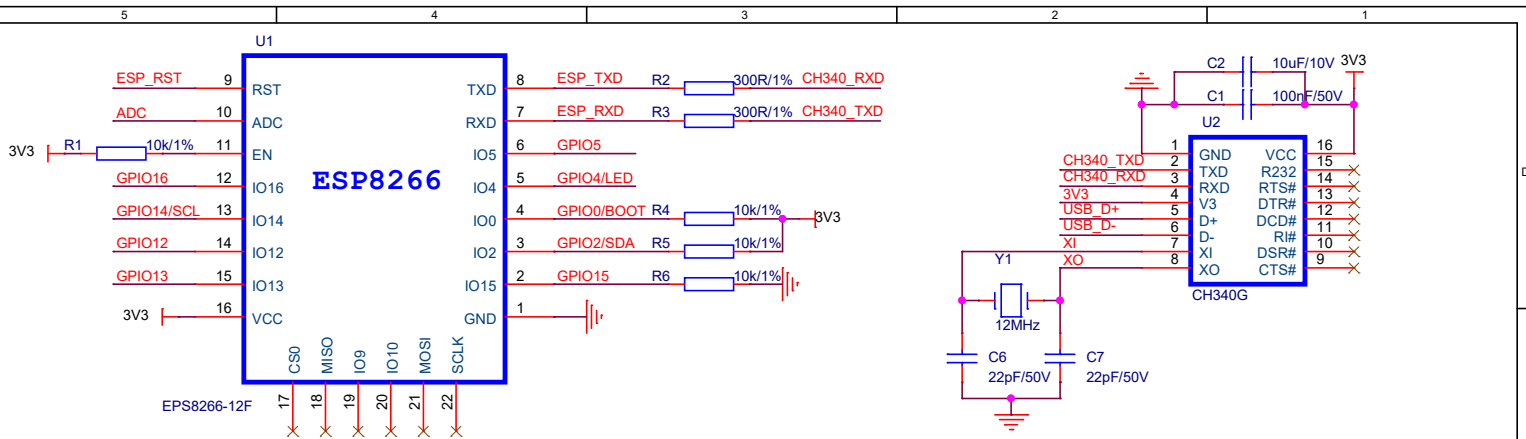 5 4 3 2 1
U1
ESP_RST 9 RST
ADC 10 ADC
3V3 R1 10k/1% 11 EN
GPIO16 12 IO16
GPIO14/SCL 13 IO14
GPIO12 14 IO12
GPIO13 15 IO13
3V3 16 VCC
ESP8266
TXD 8 ESP_TXD R2 300R/1% CH340_RXD
RXD 7 ESP_RXD R3 300R/1% CH340_TXD
IO5 6 GPIO5
IO4 5 GPIO4/LED
IO0 4 GPIO0/BOOT R4 10k/1% 3V3
IO2 3 GPIO2/SDA R5 10k/1%
IO15 2 GPIO15 R6 10k/1%
GND 1
CS0 MISO IO9 IO10 MOSI SCLK
17 18 19 20 21 22
EPS8266-12F
C2 10uF/10V 3V3
C1 100nF/50V
U2
1 GND VCC 16
CH340_TXD 2 TXD R232 15
CH340_RXD 3 RXD RTS# 14
3V3 4 V3 DTR# 13
USB_D+ 5 D+ DCD# 12
USB_D- 6 D- RI# 11
XI 7 XI DSR# 10
XO 8 XO CTS# 9
CH340G
Y1
12MHz
C6 C7
22pF/50V 22pF/50V
D